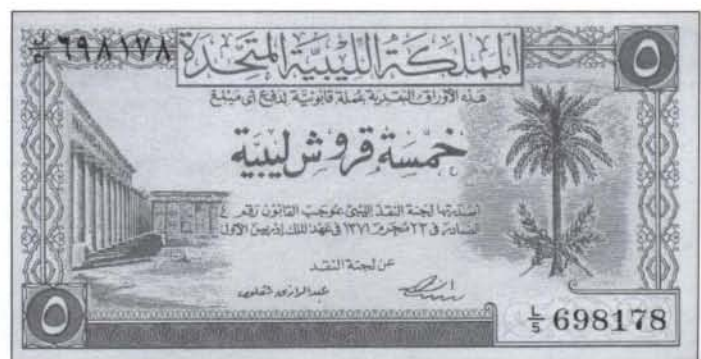 ل/٥ ٦٩٨١٧٨
المملكة الليبية المتحدة
٥
هذه الأوراق النقدية عملة قانونية لدفع أي مبلغ
خمسة قروش ليبية
أصدرتها لجنة النقد الليبي بموجب القانون رقم ٤
الصادر في ٢٢ محرم ١٣٧١ في عهد الملك إدريس الأول
عن لجنة النقد
٥
L/5 698178